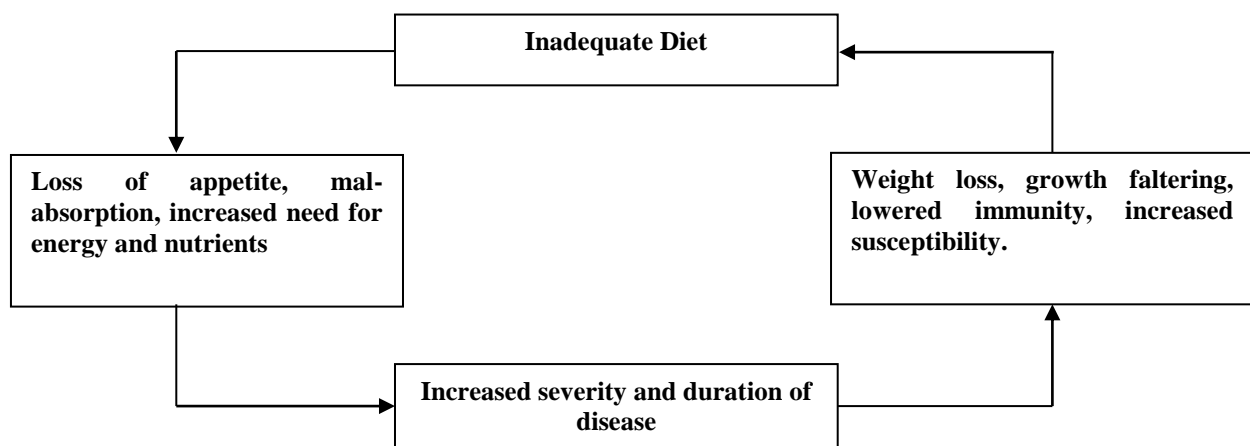 Inadequate Diet
Loss of appetite, mal-
absorption, increased need for
energy and nutrients
Weight loss, growth faltering,
lowered immunity, increased
susceptibility.
Increased severity and duration of
disease